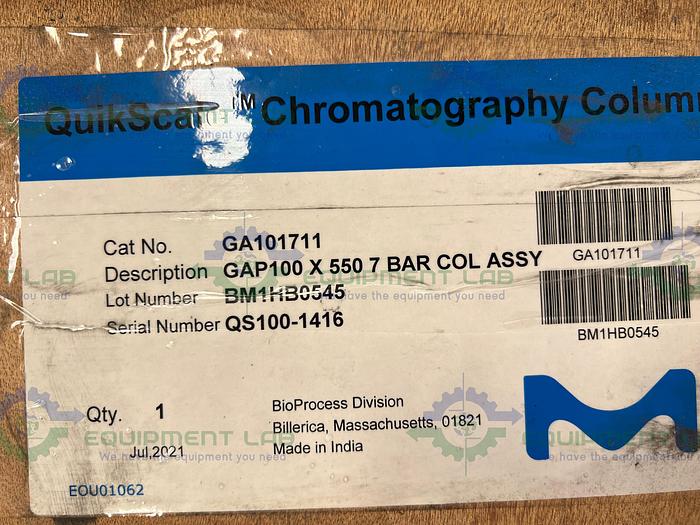 QuikScale™ Chromatography Column
Cat No. GA101711
GA101711
Description GAP100 X 550 7 BAR COL ASSY
Lot Number BM1HB0545
BM1HB0545
Serial Number QS100-1416
Qty. 1
BioProcess Division
Billerica, Massachusetts, 01821
Made in India
Jul,2021
EOU01062
EQUIPMENT LAB
We have the equipment you need